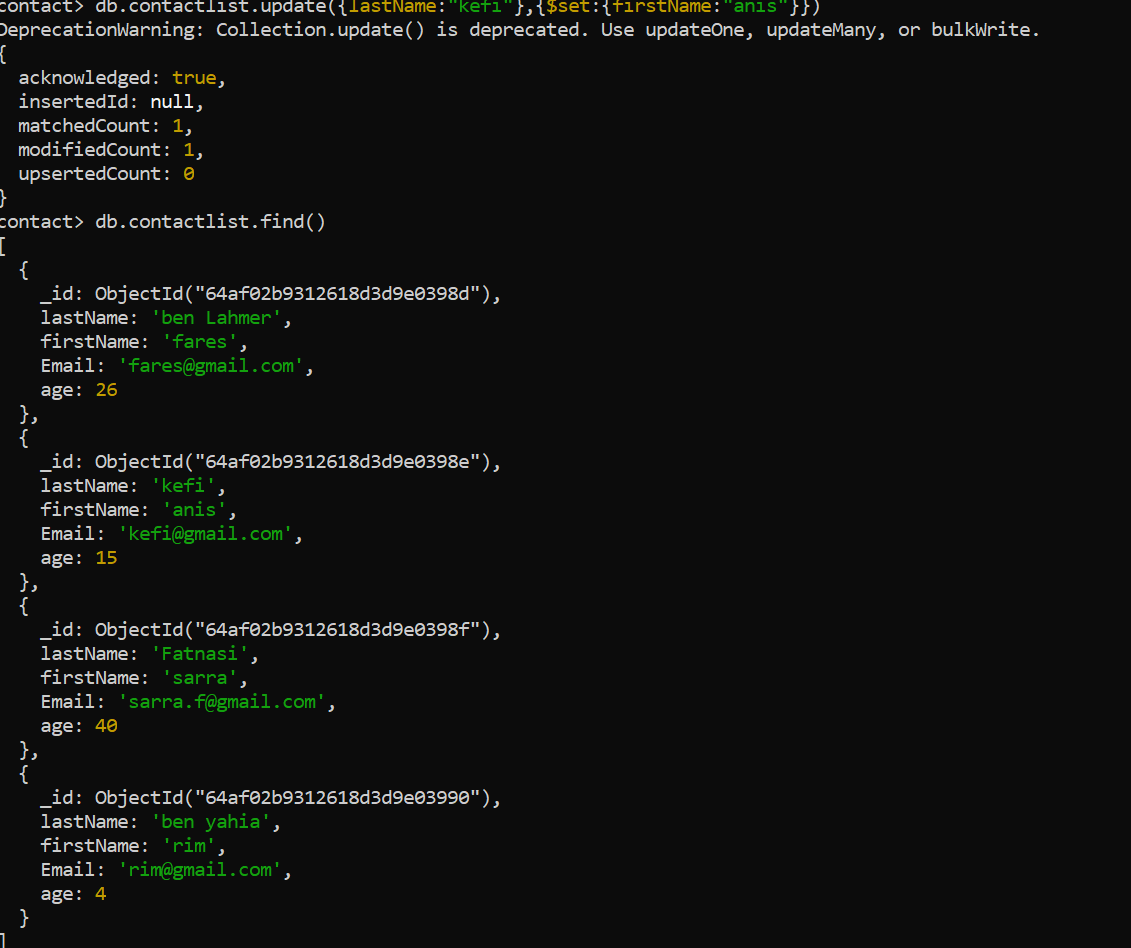 contact> db.contactlist.update({lastName:"kefi"},{$set:{firstName:"anis"}})
DeprecationWarning: Collection.update() is deprecated. Use updateOne, updateMany, or bulkWrite.
{
  acknowledged: true,
  insertedId: null,
  matchedCount: 1,
  modifiedCount: 1,
  upsertedCount: 0
}
contact> db.contactlist.find()
[
  {
    _id: ObjectId("64af02b9312618d3d9e0398d"),
    lastName: 'ben Lahmer',
    firstName: 'fares',
    Email: 'fares@gmail.com',
    age: 26
  },
  {
    _id: ObjectId("64af02b9312618d3d9e0398e"),
    lastName: 'kefi',
    firstName: 'anis',
    Email: 'kefi@gmail.com',
    age: 15
  },
  {
    _id: ObjectId("64af02b9312618d3d9e0398f"),
    lastName: 'Fatnasi',
    firstName: 'sarra',
    Email: 'sarra.f@gmail.com',
    age: 40
  },
  {
    _id: ObjectId("64af02b9312618d3d9e03990"),
    lastName: 'ben yahia',
    firstName: 'rim',
    Email: 'rim@gmail.com',
    age: 4
  }
]